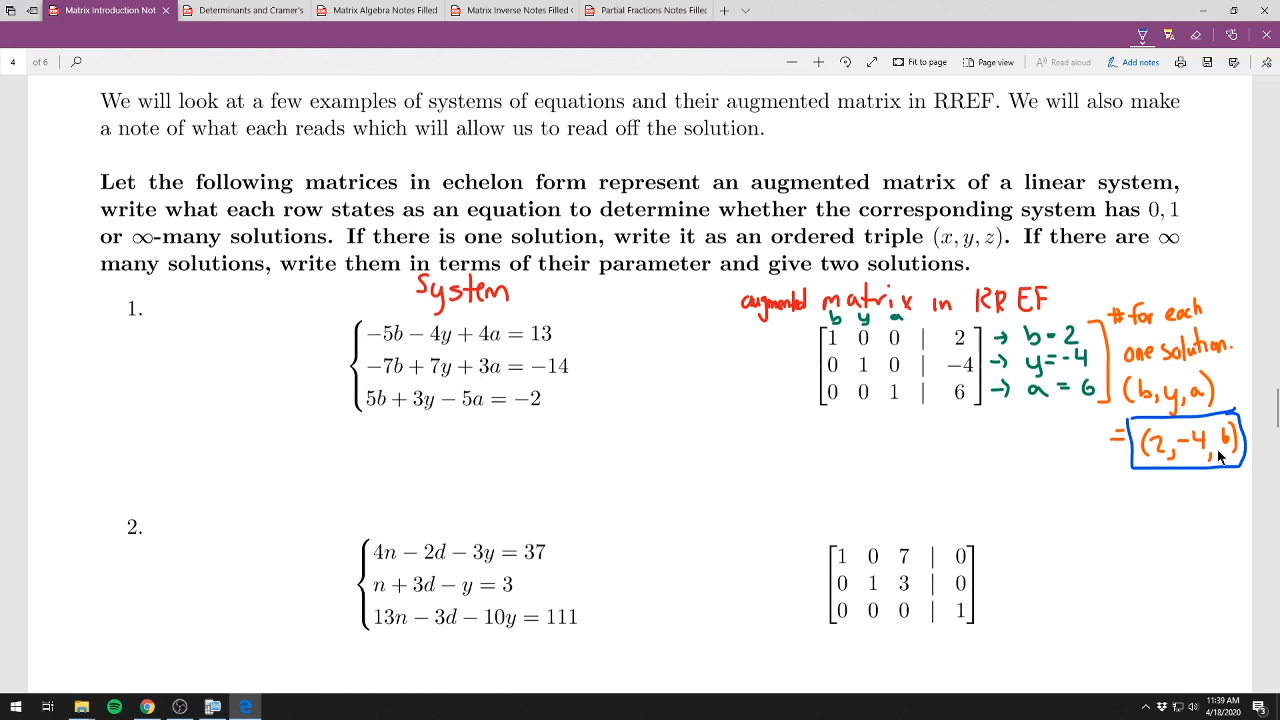 Matrix Introduction Not
Determinants and Cramer's
Matrix Algebra Notes Filled
Matrix Inverse Notes Filled
Partial Fractions Notes Filled
4 of 6
Fit to page
Page view
Read aloud
Add notes
We will look at a few examples of systems of equations and their augmented matrix in RREF. We will also make
a note of what each reads which will allow us to read off the solution.
Let the following matrices in echelon form represent an augmented matrix of a linear system,
write what each row states as an equation to determine whether the corresponding system has 0, 1
or ∞-many solutions. If there is one solution, write it as an ordered triple (x, y, z). If there are ∞
many solutions, write them in terms of their parameter and give two solutions.
System
augmented matrix in RREF
1.
−5b − 4y + 4a = 13
−7b + 7y + 3a = −14
5b + 3y − 5a = −2
b y a
1 0 0 | 2 → b = 2
0 1 0 | −4 → y = −4
0 0 1 | 6 → a = 6
# for each
one solution.
(b, y, a)
= (2, −4, 6)
2.
4n − 2d − 3y = 37
n + 3d − y = 3
13n − 3d − 10y = 111
1 0 7 | 0
0 1 3 | 0
0 0 0 | 1
11:39 AM
4/18/2020